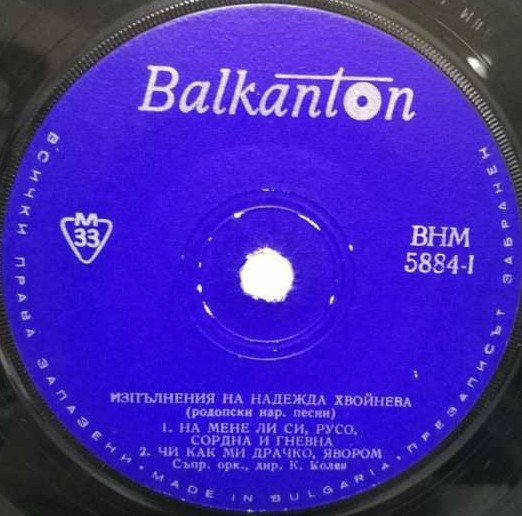 Balkanton
М
33
ВНМ
5884-1
ИЗПЪЛНЕНИЯ НА НАДЕЖДА ХВОЙНЕВА
(родопски нар. песни)
1. НА МЕНЕ ЛИ СИ, РУСО,
СОРДНА И ГНЕВНА
2. ЧИ КАК МИ ДРАЧКО, ЯВОРОМ
Съпр. орк., дир. К. Колев
ВСИЧКИ ПРАВА ЗАПАЗЕНИ · MADE IN BULGARIA · ПРЕЗАПИСЪТ ЗАБРАНЕН